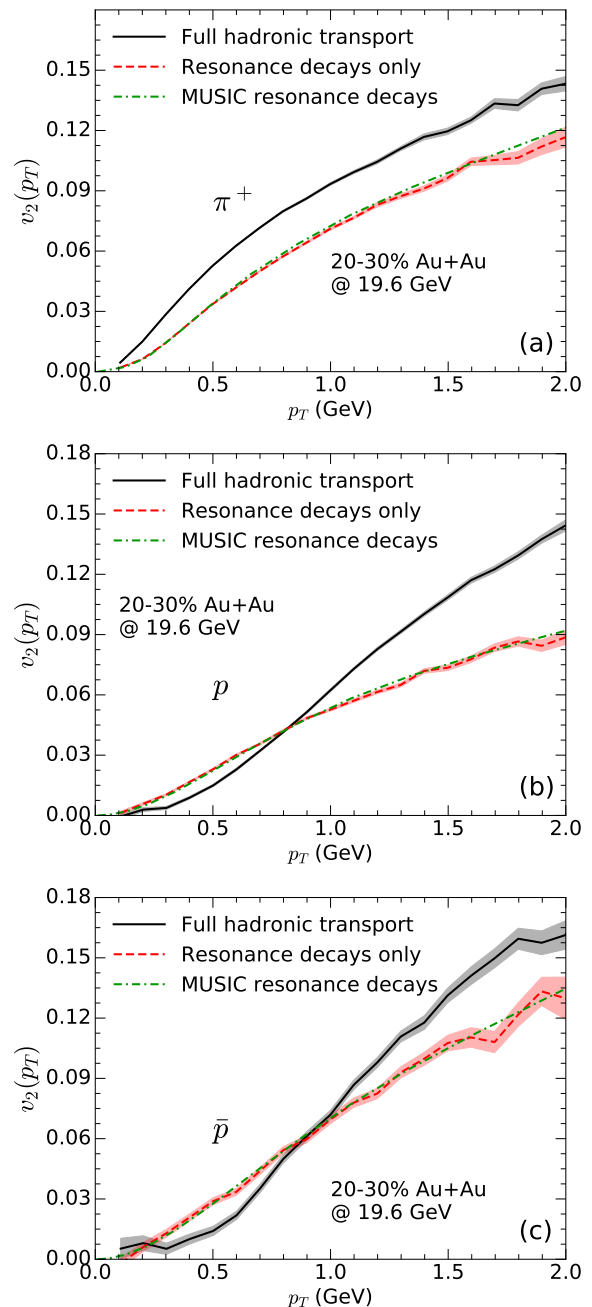 Full hadronic transport
Resonance decays only
MUSIC resonance decays
0.15
0.12
0.09
0.06
0.03
0.00
v₂(p_T)
π⁺
20-30% Au+Au
@ 19.6 GeV
(a)
0.0 0.5 1.0 1.5 2.0
p_T (GeV)
0.18
0.15
0.12
0.09
0.06
0.03
0.00
v₂(p_T)
Full hadronic transport
Resonance decays only
MUSIC resonance decays
20-30% Au+Au
@ 19.6 GeV
p
(b)
0.0 0.5 1.0 1.5 2.0
p_T (GeV)
0.18
0.15
0.12
0.09
0.06
0.03
0.00
v₂(p_T)
Full hadronic transport
Resonance decays only
MUSIC resonance decays
p̄
20-30% Au+Au
@ 19.6 GeV
(c)
0.0 0.5 1.0 1.5 2.0
p_T (GeV)